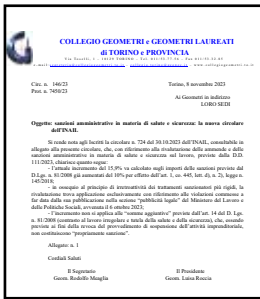 COLLEGIO GEOMETRI e GEOMETRI LAUREATI
di TORINO e PROVINCIA
Circ. n. 146/23 Torino, 8 novembre 2023
Prot. n. 7450/23
Ai Geometri in indirizzo
LORO SEDI
Oggetto: sanzioni amministrative in materia di salute e sicurezza: la nuova circolare
dell'INAIL.
Si rende nota agli Iscritti la circolare n. 724 del 30.10.2023 dell'INAIL, consultabile in
allegato alla presente circolare, che, con riferimento alla rivalutazione delle ammende e delle
sanzioni amministrative in materia di salute e sicurezza sul lavoro, previste dalla D.D.
111/2023, chiarisce quanto segue:
- l'attuale incremento del 15,9% va calcolato sugli importi delle sanzioni previste dal
D.Lgs. n. 81/2008 già aumentati del 10% per effetto dell'art. 1, co. 445, lett. d), n. 2), legge n.
145/2018;
- in ossequio al principio di irretroattività dei trattamenti sanzionatori più rigidi, la
rivalutazione trova applicazione esclusivamente con riferimento alle violazioni commesse a
far data dalla sua pubblicazione nella sezione "pubblicità legale" del Ministero del Lavoro e
delle Politiche Sociali, avvenuta il 6 ottobre 2023;
- l'incremento non si applica alle "somme aggiuntive" previste dall'art. 14 del D. Lgs.
n. 81/2008 (contrasto al lavoro irregolare e tutela della salute e della sicurezza), che, essendo
previste ai fini della revoca del provvedimento di sospensione dell'attività imprenditoriale,
non costituiscono "propriamente sanzione".
Allegato: n. 1
Cordiali Saluti
Il Segretario Il Presidente
Geom. Rodolfo Meaglia Geom. Luisa Roccia